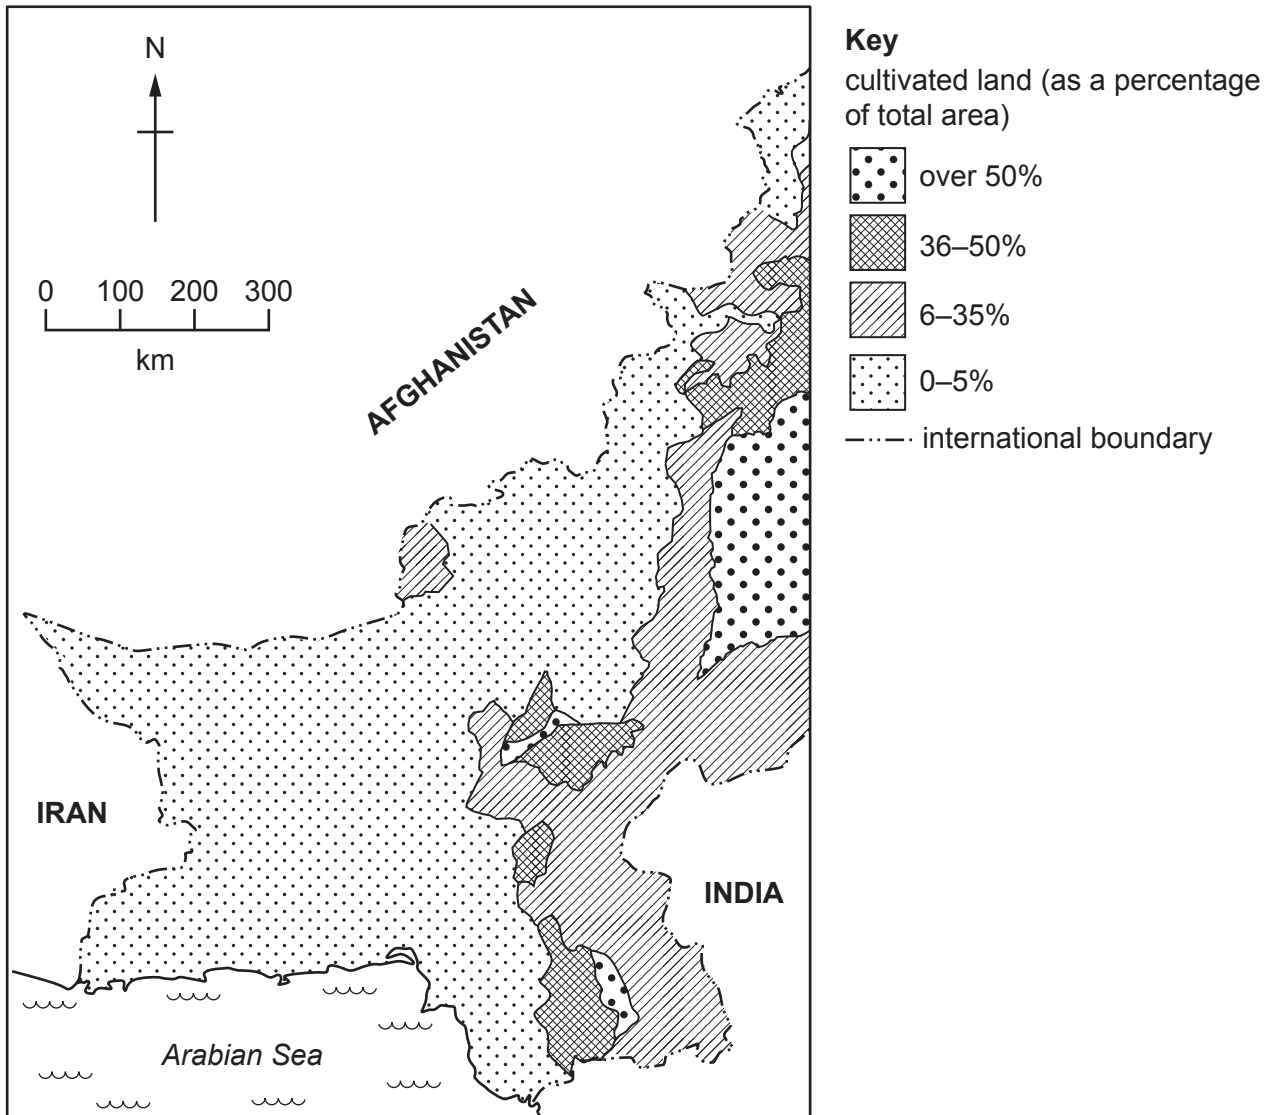 N
0 100 200 300
km
AFGHANISTAN
IRAN
INDIA
Arabian Sea
Key
cultivated land (as a percentage
of total area)
over 50%
36–50%
6–35%
0–5%
international boundary